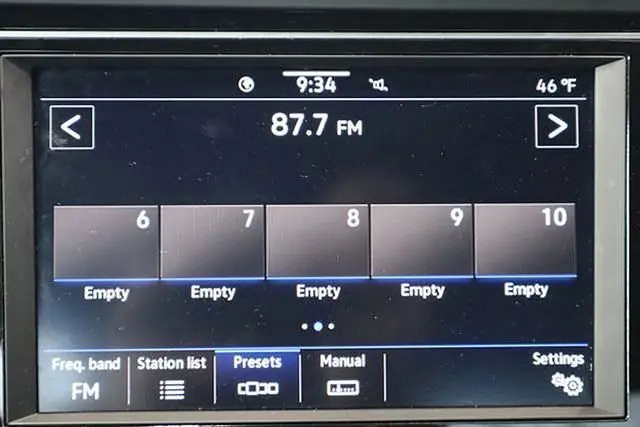 9:34 46 °F
< 87.7 FM >
6 7 8 9 10
Empty Empty Empty Empty Empty
Freq. band Station list Presets Manual Settings
FM